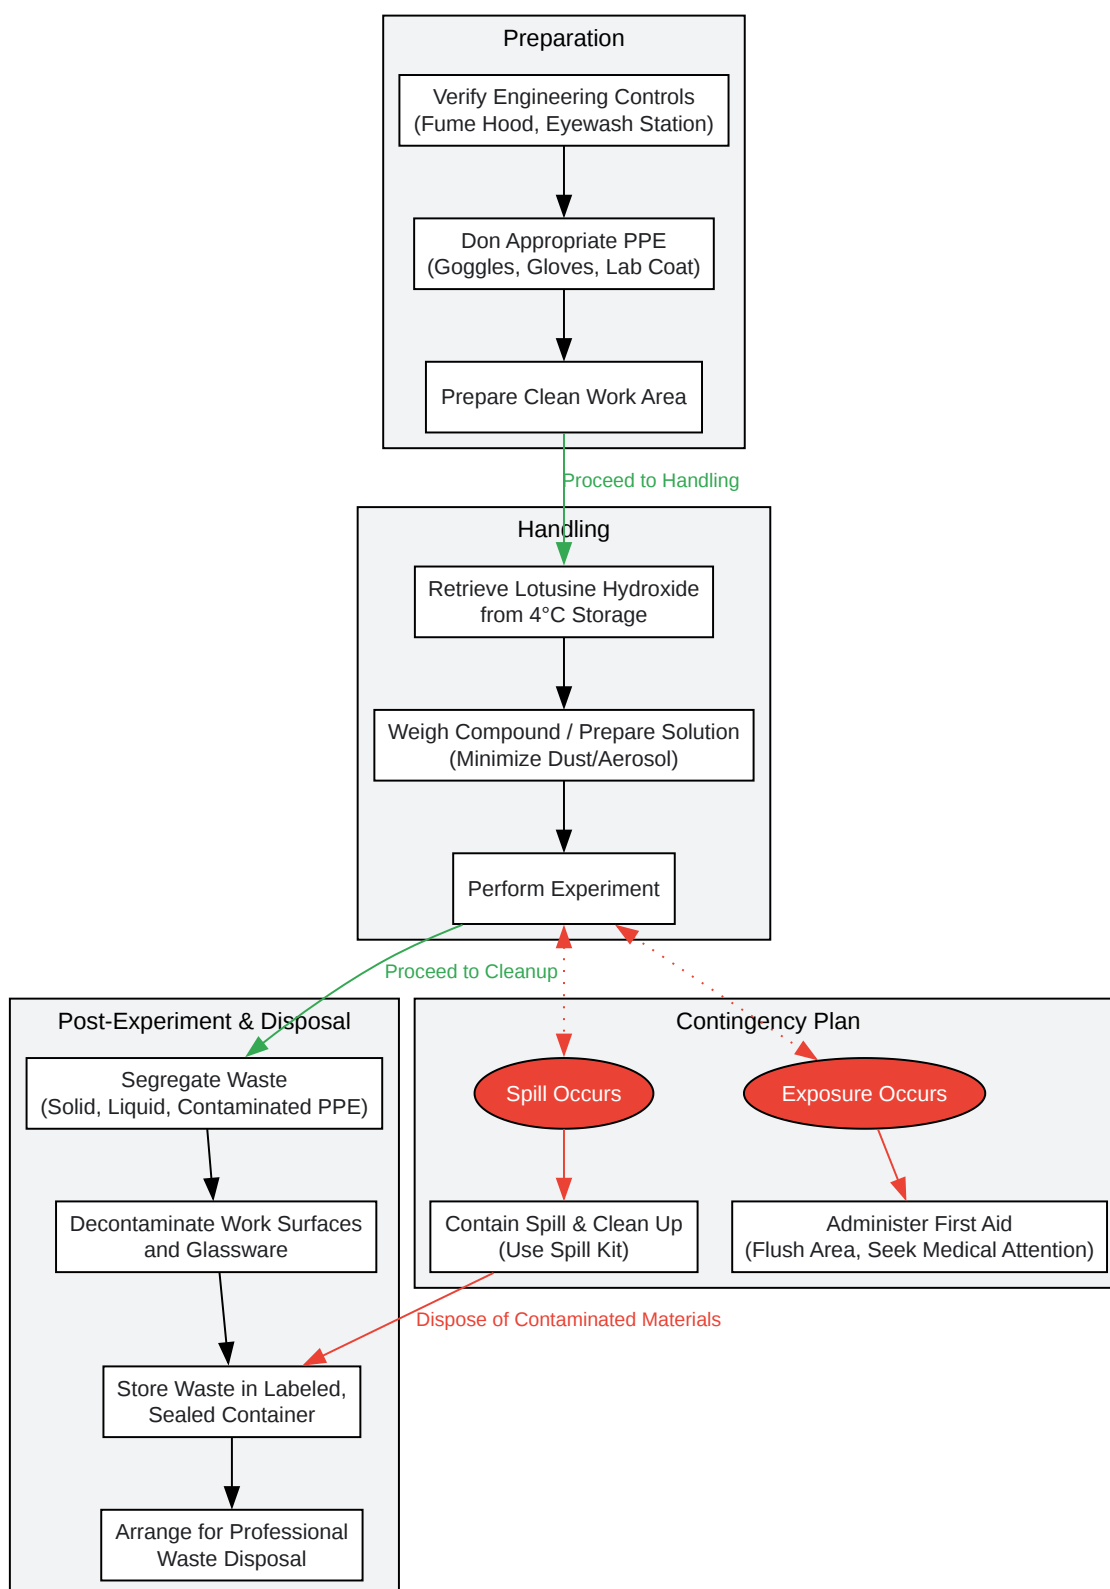 Preparation
Verify Engineering Controls
(Fume Hood, Eyewash Station)
Don Appropriate PPE
(Goggles, Gloves, Lab Coat)
Prepare Clean Work Area
Proceed to Handling
Handling
Retrieve Lotusine Hydroxide
from 4°C Storage
Weigh Compound / Prepare Solution
(Minimize Dust/Aerosol)
Perform Experiment
Proceed to Cleanup
Post-Experiment & Disposal
Segregate Waste
(Solid, Liquid, Contaminated PPE)
Decontaminate Work Surfaces
and Glassware
Store Waste in Labeled,
Sealed Container
Arrange for Professional
Waste Disposal
Contingency Plan
Spill Occurs
Exposure Occurs
Contain Spill & Clean Up
(Use Spill Kit)
Administer First Aid
(Flush Area, Seek Medical Attention)
Dispose of Contaminated Materials